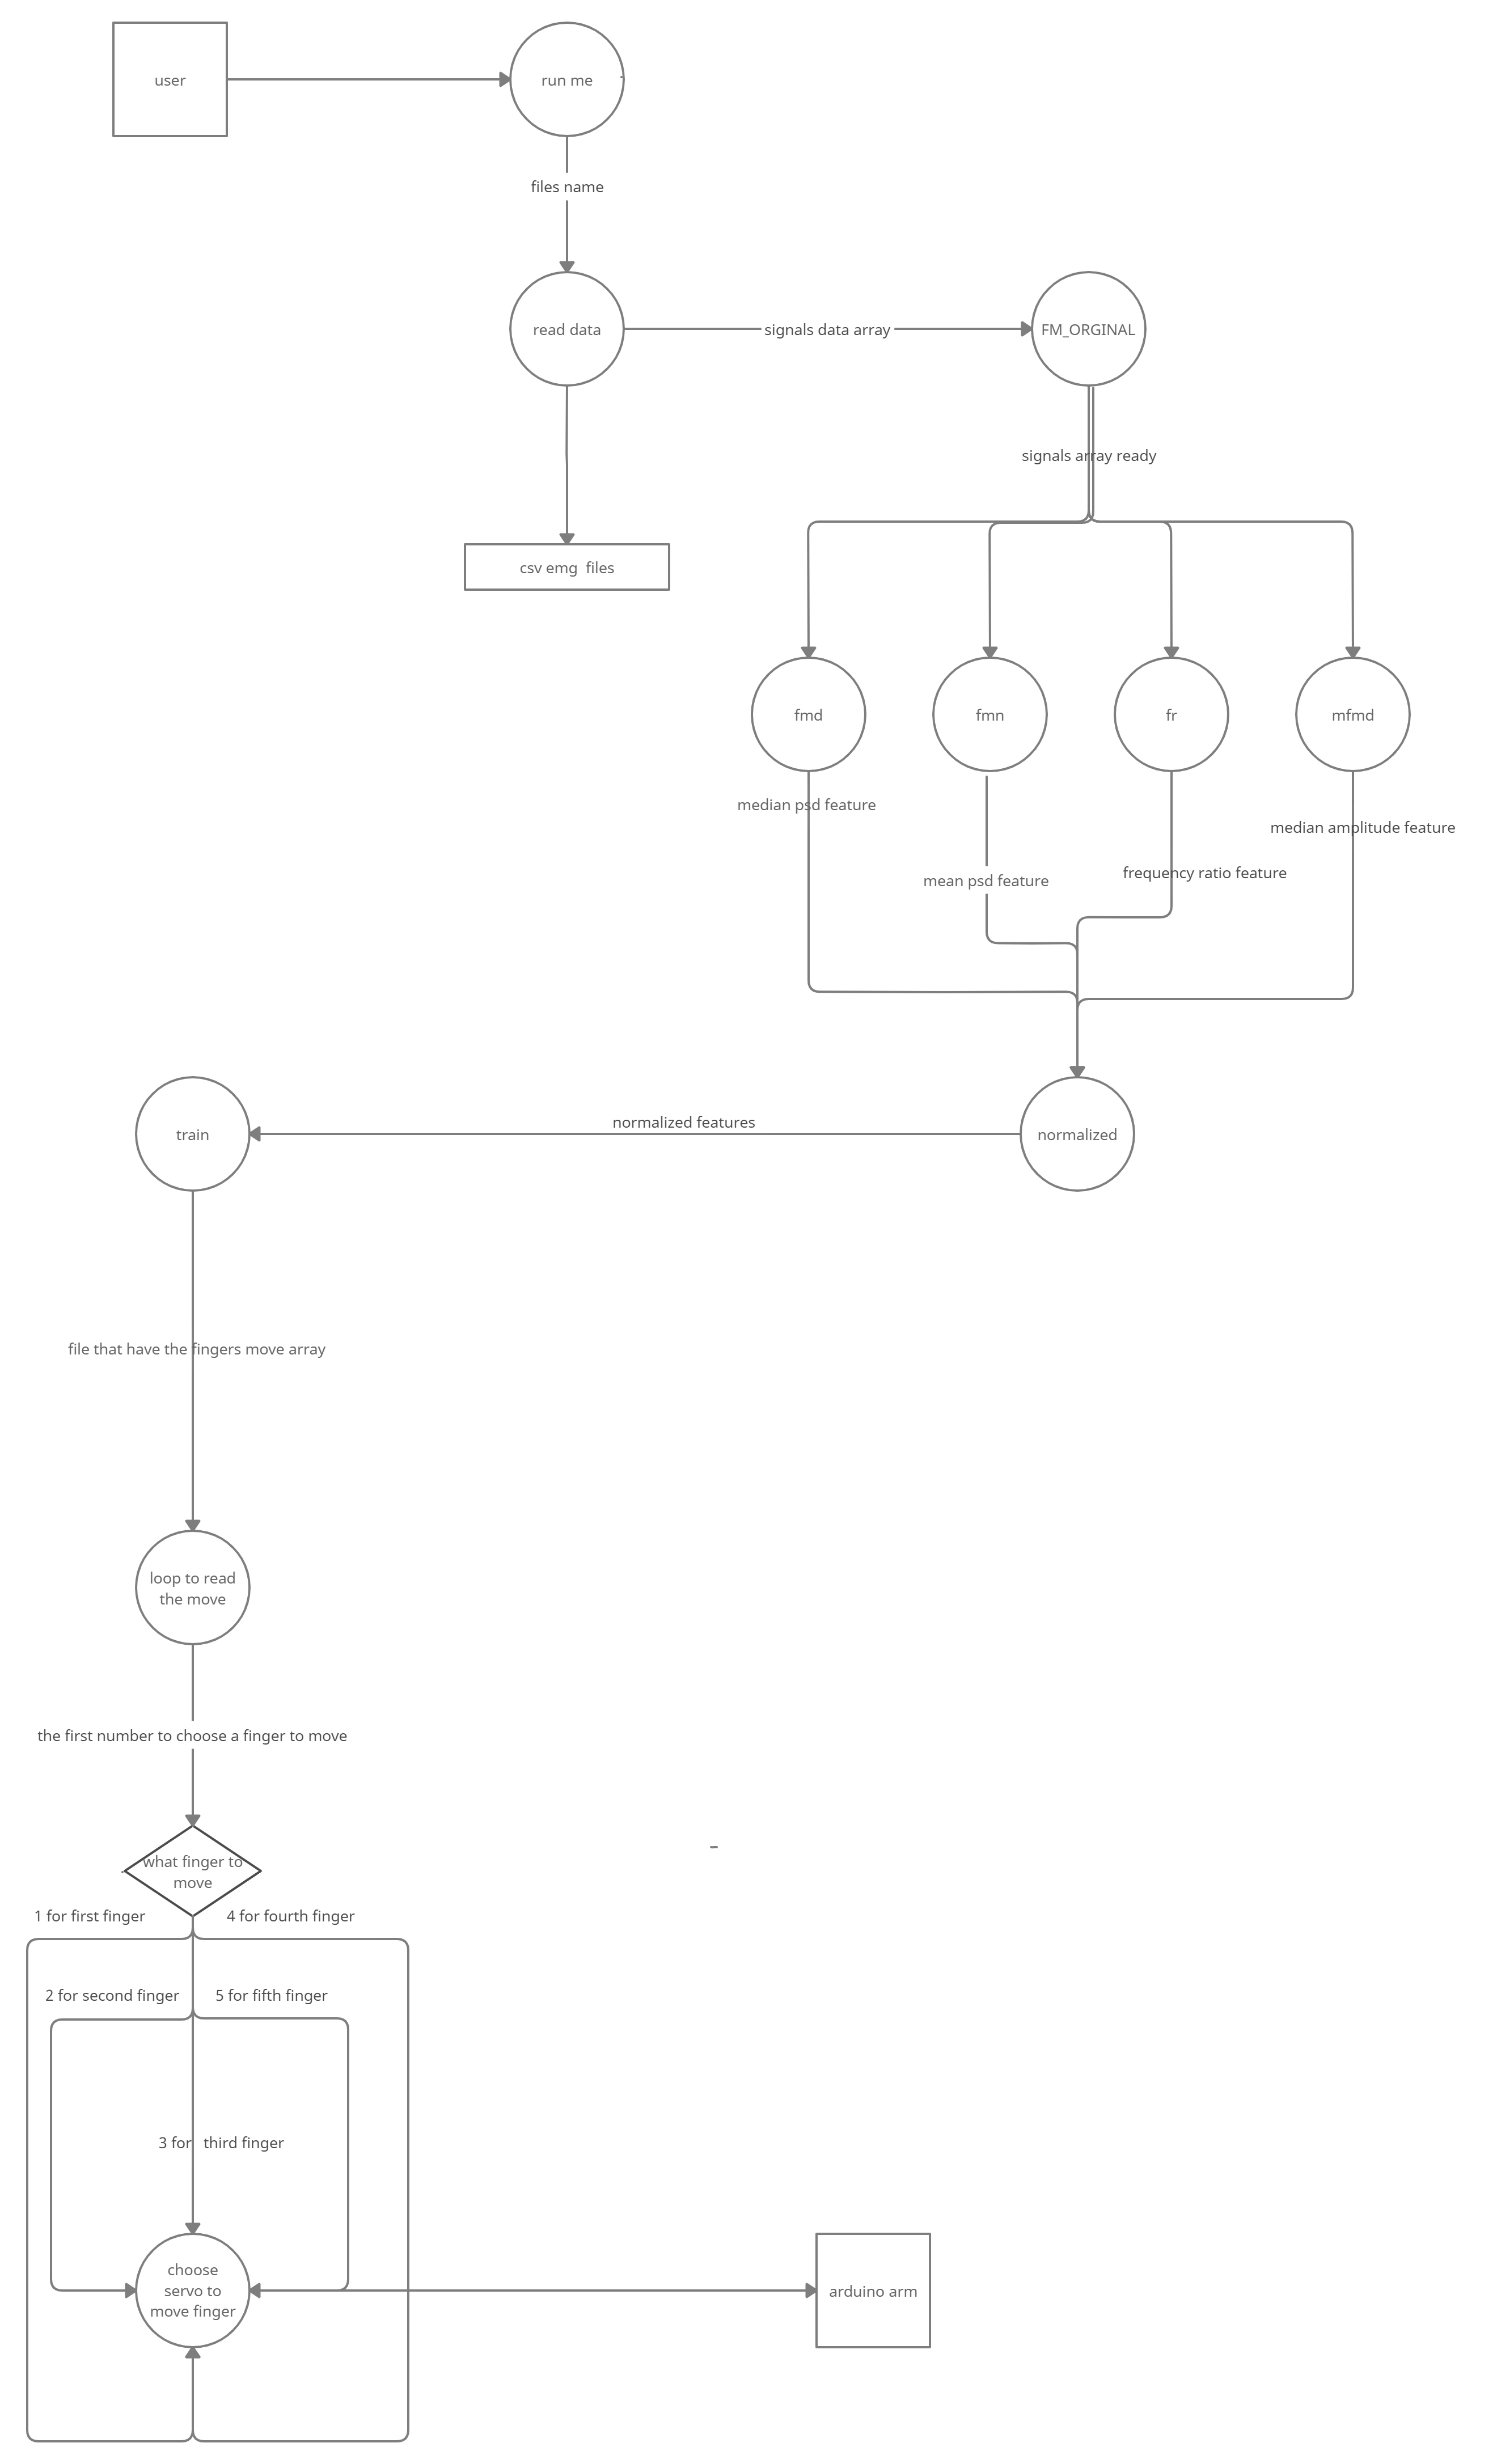 user
run me
files name
read data
signals data array
FM_ORGINAL
signals array ready
csv emg  files
fmd
fmn
fr
mfmd
median psd feature
median amplitude feature
frequency ratio feature
mean psd feature
normalized features
train
normalized
file that have the fingers move array
loop to read
the move
the first number to choose a finger to move
what finger to
move
1 for first finger
4 for fourth finger
2 for second finger
5 for fifth finger
3 for   third finger
choose
servo to
move finger
arduino arm